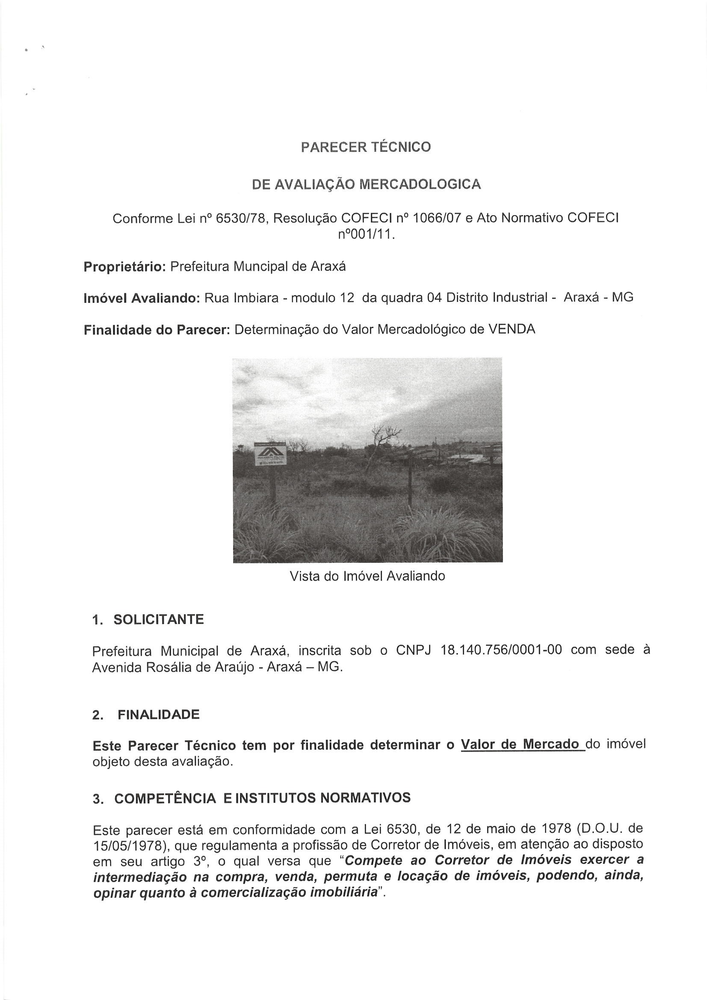 PARECER TÉCNICO
DE AVALIAÇÃO MERCADOLOGICA
Conforme Lei nº 6530/78, Resolução COFECI nº 1066/07 e Ato Normativo COFECI
nº001/11.
Proprietário: Prefeitura Muncipal de Araxá
Imóvel Avaliando: Rua Imbiara - modulo 12 da quadra 04 Distrito Industrial - Araxá - MG
Finalidade do Parecer: Determinação do Valor Mercadológico de VENDA
Vista do Imóvel Avaliando
1. SOLICITANTE
Prefeitura Municipal de Araxá, inscrita sob o CNPJ 18.140.756/0001-00 com sede à
Avenida Rosália de Araújo - Araxá – MG.
2. FINALIDADE
Este Parecer Técnico tem por finalidade determinar o Valor de Mercado do imóvel
objeto desta avaliação.
3. COMPETÊNCIA E INSTITUTOS NORMATIVOS
Este parecer está em conformidade com a Lei 6530, de 12 de maio de 1978 (D.O.U. de
15/05/1978), que regulamenta a profissão de Corretor de Imóveis, em atenção ao disposto
em seu artigo 3º, o qual versa que “Compete ao Corretor de Imóveis exercer a
intermediação na compra, venda, permuta e locação de imóveis, podendo, ainda,
opinar quanto à comercialização imobiliária”.